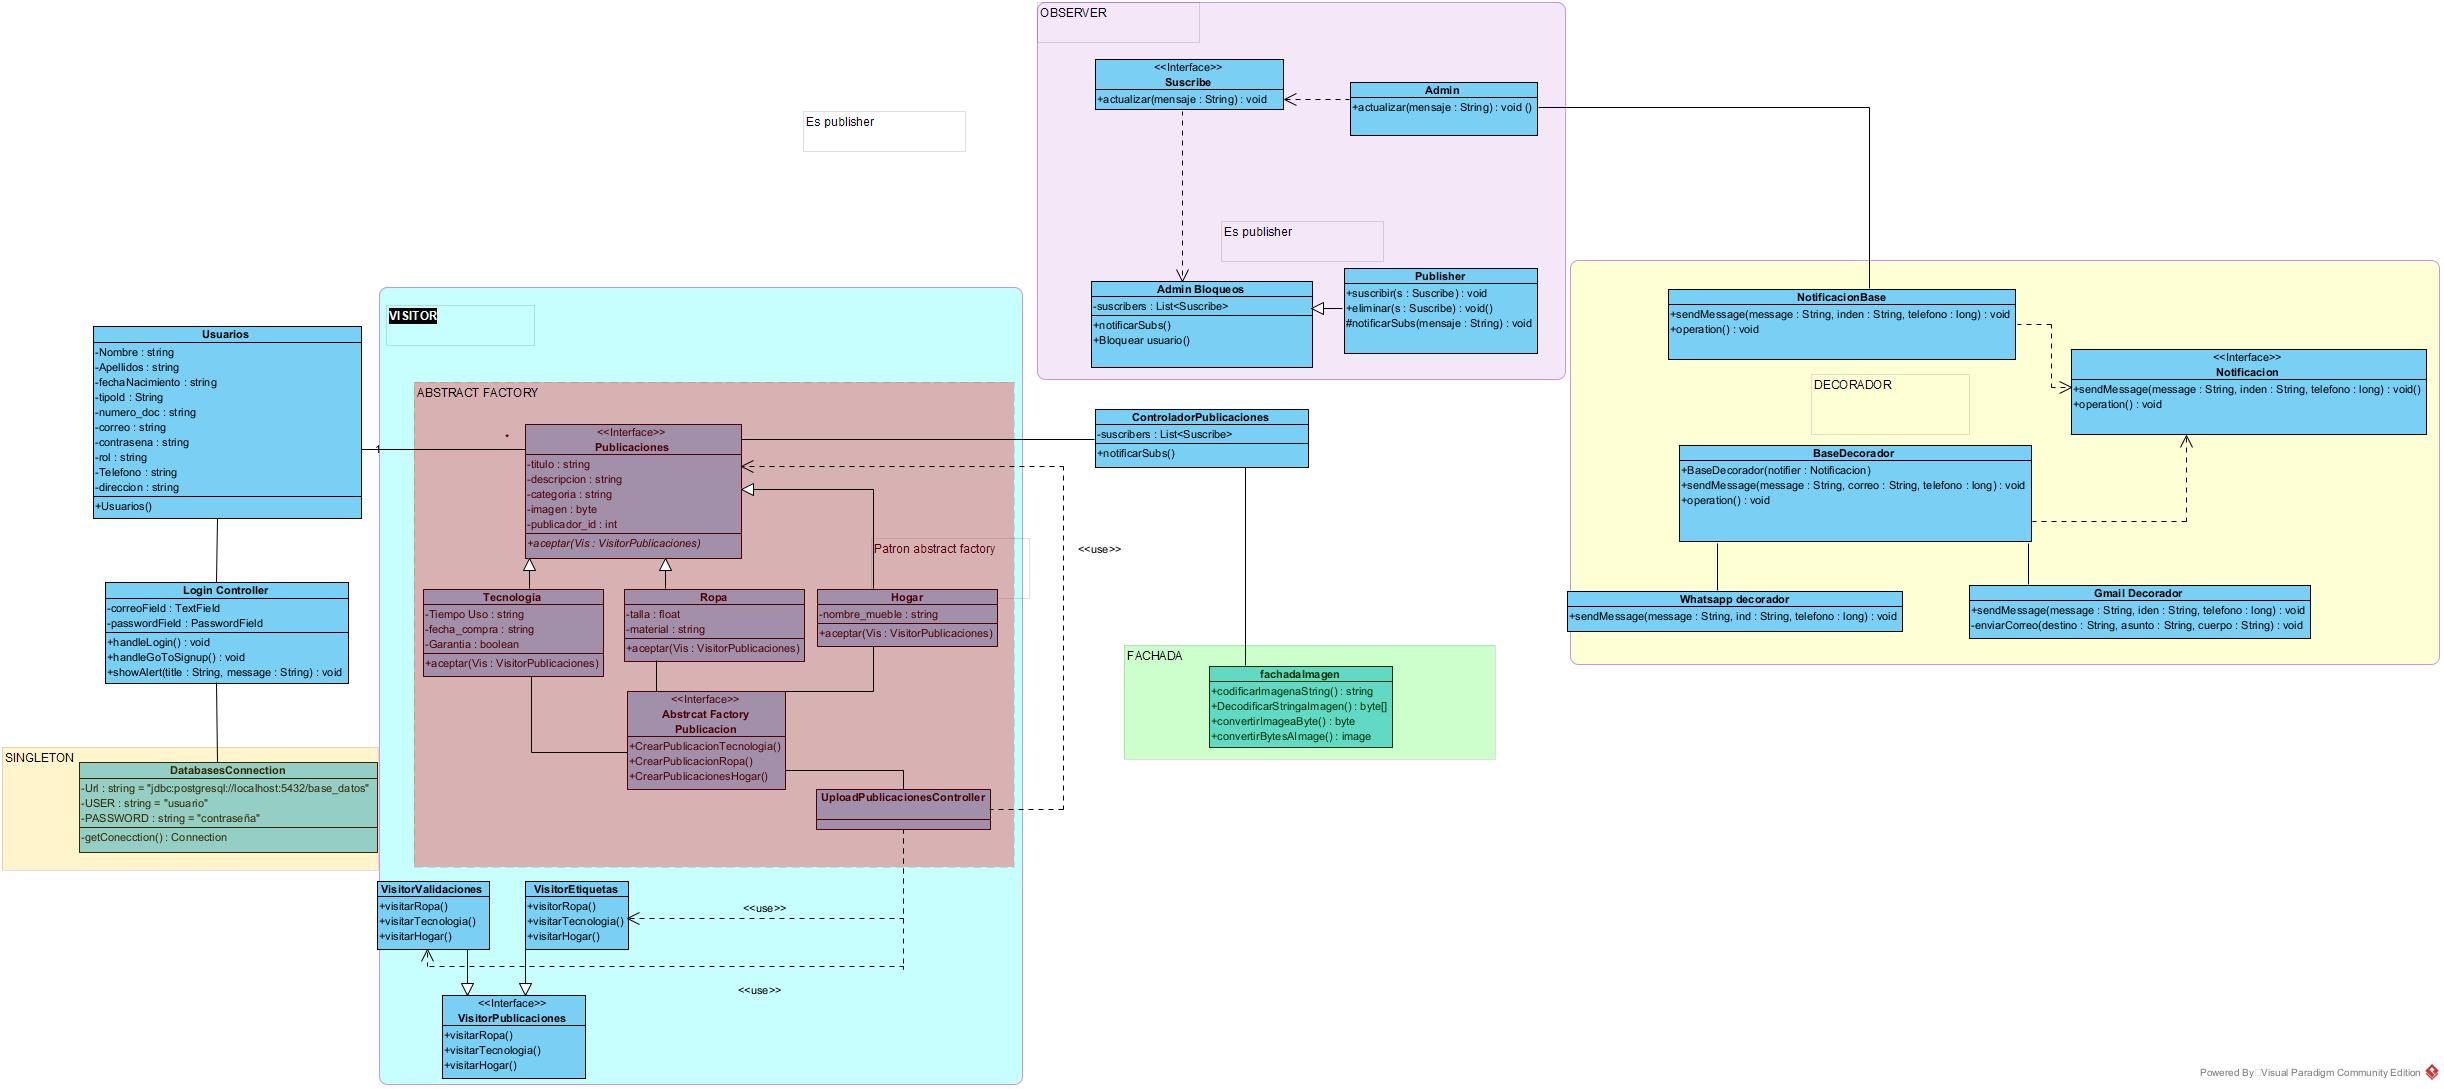 OBSERVER
<<Interface>>
Suscribe
+actualizar(mensaje : String) : void
Admin
+actualizar(mensaje : String) : void ()
Es publisher
Es publisher
Admin Bloqueos
-suscribers : List<Suscribe>
+notificarSubs()
+Bloquear usuario()
Publisher
+suscribir(s : Suscribe) : void
+eliminar(s : Suscribe) : void()
#notificarSubs(mensaje : String) : void
NotificacionBase
+sendMessage(message : String, inden : String, telefono : long) : void
+operation() : void
<<Interface>>
Notificacion
+sendMessage(message : String, inden : String, telefono : long) : void()
+operation() : void
DECORADOR
BaseDecorador
+BaseDecorador(notifier : Notificacion)
+sendMessage(message : String, correo : String, telefono : long) : void
+operation() : void
Whatsapp decorador
+sendMessage(message : String, ind : String, telefono : long) : void
Gmail Decorador
+sendMessage(message : String, iden : String, telefono : long) : void
-enviarCorreo(destino : String, asunto : String, cuerpo : String) : void
VISITOR
Usuarios
-Nombre : string
-Apellidos : string
-fechaNacimiento : string
-tipoId : String
-numero_doc : string
-correo : string
-contrasena : string
-rol : string
-Telefono : string
-direccion : string
+Usuarios()
1
*
ABSTRACT FACTORY
<<Interface>>
Publicaciones
-titulo : string
-descripcion : string
-categoria : string
-imagen : byte
-publicador_id : int
+aceptar(Vis : VisitorPublicaciones)
ControladorPublicaciones
-suscribers : List<Suscribe>
+notificarSubs()
Patron abstract factory
<<use>>
Tecnologia
-Tiempo Uso : string
-fecha_compra : string
-Garantia : boolean
+aceptar(Vis : VisitorPublicaciones)
Ropa
-talla : float
-material : string
+aceptar(Vis : VisitorPublicaciones)
Hogar
-nombre_mueble : string
+aceptar(Vis : VisitorPublicaciones)
Login Controller
-correoField : TextField
-passwordField : PasswordField
+handleLogin() : void
+handleGoToSignup() : void
+showAlert(title : String, message : String) : void
<<Interface>>
Abstrcat Factory
Publicacion
+CrearPublicacionTecnologia()
+CrearPublicacionRopa()
+CrearPublicacionesHogar()
FACHADA
fachadaImagen
+codificarImagenaString() : string
+DecodificarStringaImagen() : byte[]
+convertirImageaByte() : byte
+convertirBytesAImage() : image
UploadPublicacionesController
SINGLETON
DatabasesConnection
-Url : string = "jdbc:postgresql://localhost:5432/base_datos"
-USER : string = "usuario"
-PASSWORD : string = "contraseña"
-getConecction() : Connection
VisitorValidaciones
+visitarRopa()
+visitarTecnologia()
+visitarHogar()
VisitorEtiquetas
+visitorRopa()
+visitarTecnologia()
+visitarHogar()
<<use>>
<<use>>
<<Interface>>
VisitorPublicaciones
+visitarRopa()
+visitarTecnologia()
+visitarHogar()
Powered By Visual Paradigm Community Edition